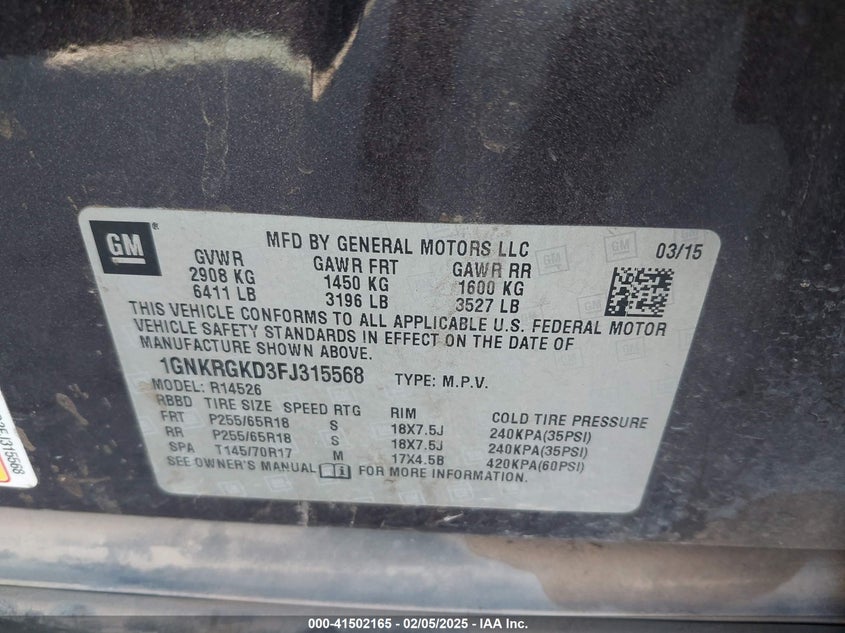 GM ®
MFD BY GENERAL MOTORS LLC 03/15
GVWR GAWR FRT GAWR RR
2908 KG 1450 KG 1600 KG
6411 LB 3196 LB 3527 LB
THIS VEHICLE CONFORMS TO ALL APPLICABLE U.S. FEDERAL MOTOR
VEHICLE SAFETY STANDARDS IN EFFECT ON THE DATE OF
MANUFACTURE SHOWN ABOVE.
1GNKRGKD3FJ315568 TYPE: M.P.V.
MODEL: R14526
RBBD TIRE SIZE SPEED RTG RIM COLD TIRE PRESSURE
FRT P255/65R18 S 18X7.5J 240KPA(35PSI)
RR P255/65R18 S 18X7.5J 240KPA(35PSI)
SPA T145/70R17 M 17X4.5B 420KPA(60PSI)
SEE OWNER'S MANUAL FOR MORE INFORMATION.
J315568
000-41502165 - 02/05/2025 - IAA Inc.